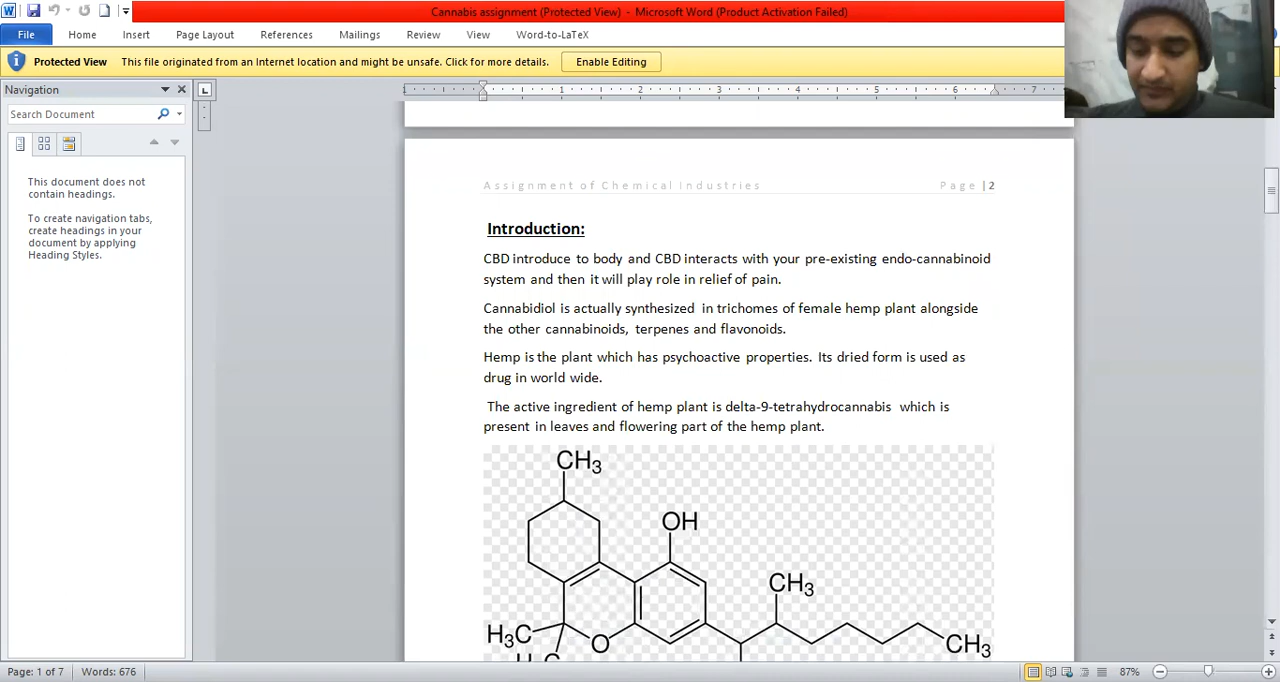 Cannabis assignment (Protected View) - Microsoft Word (Product Activation Failed)
File Home Insert Page Layout References Mailings Review View Word-to-LaTeX
Protected View This file originated from an Internet location and might be unsafe. Click for more details. Enable Editing
Navigation
Search Document
This document does not
contain headings.
To create navigation tabs,
create headings in your
document by applying
Heading Styles.
1 1 2 3 4 5 6 7
Assignment of Chemical Industries Page |2
Introduction:
CBD introduce to body and CBD interacts with your pre-existing endo-cannabinoid
system and then it will play role in relief of pain.
Cannabidiol is actually synthesized in trichomes of female hemp plant alongside
the other cannabinoids, terpenes and flavonoids.
Hemp is the plant which has psychoactive properties. Its dried form is used as
drug in world wide.
The active ingredient of hemp plant is delta-9-tetrahydrocannabis which is
present in leaves and flowering part of the hemp plant.
CH3
OH
CH3
H3C
O
CH3
Page: 1 of 7 Words: 676 87%